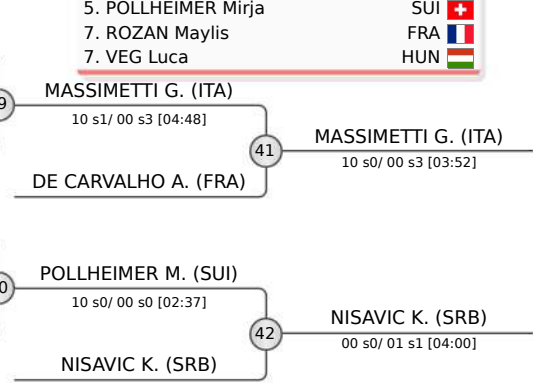 5. POLLHEIMER Mirja SUI
7. ROZAN Maylis FRA
7. VEG Luca HUN
MASSIMETTI G. (ITA)
9
10 s1/ 00 s3 [04:48]
MASSIMETTI G. (ITA)
41
10 s0/ 00 s3 [03:52]
DE CARVALHO A. (FRA)
POLLHEIMER M. (SUI)
0
10 s0/ 00 s0 [02:37]
NISAVIC K. (SRB)
42
00 s0/ 01 s1 [04:00]
NISAVIC K. (SRB)